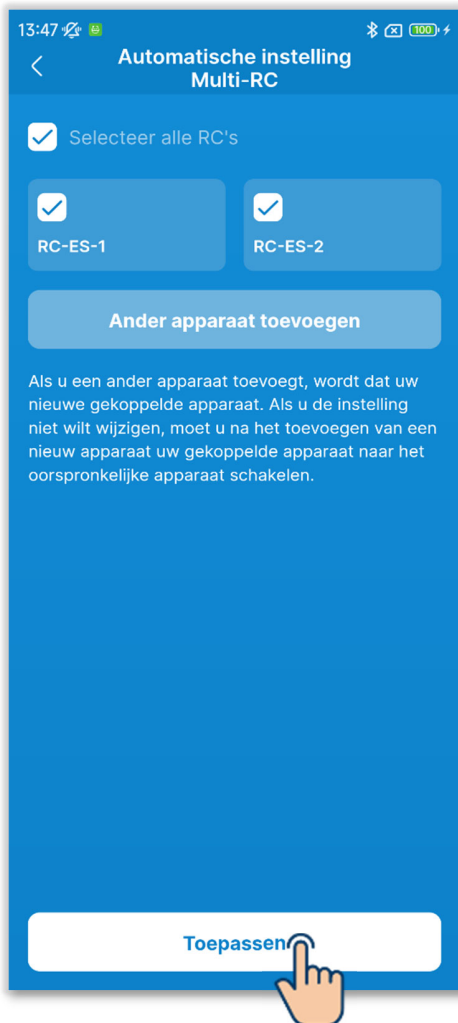 13:47
100
Automatische instelling
Multi-RC
Selecteer alle RC's
RC-ES-1
RC-ES-2
Ander apparaat toevoegen
Als u een ander apparaat toevoegt, wordt dat uw
nieuwe gekoppelde apparaat. Als u de instelling
niet wilt wijzigen, moet u na het toevoegen van een
nieuw apparaat uw gekoppelde apparaat naar het
oorspronkelijke apparaat schakelen.
Toepassen